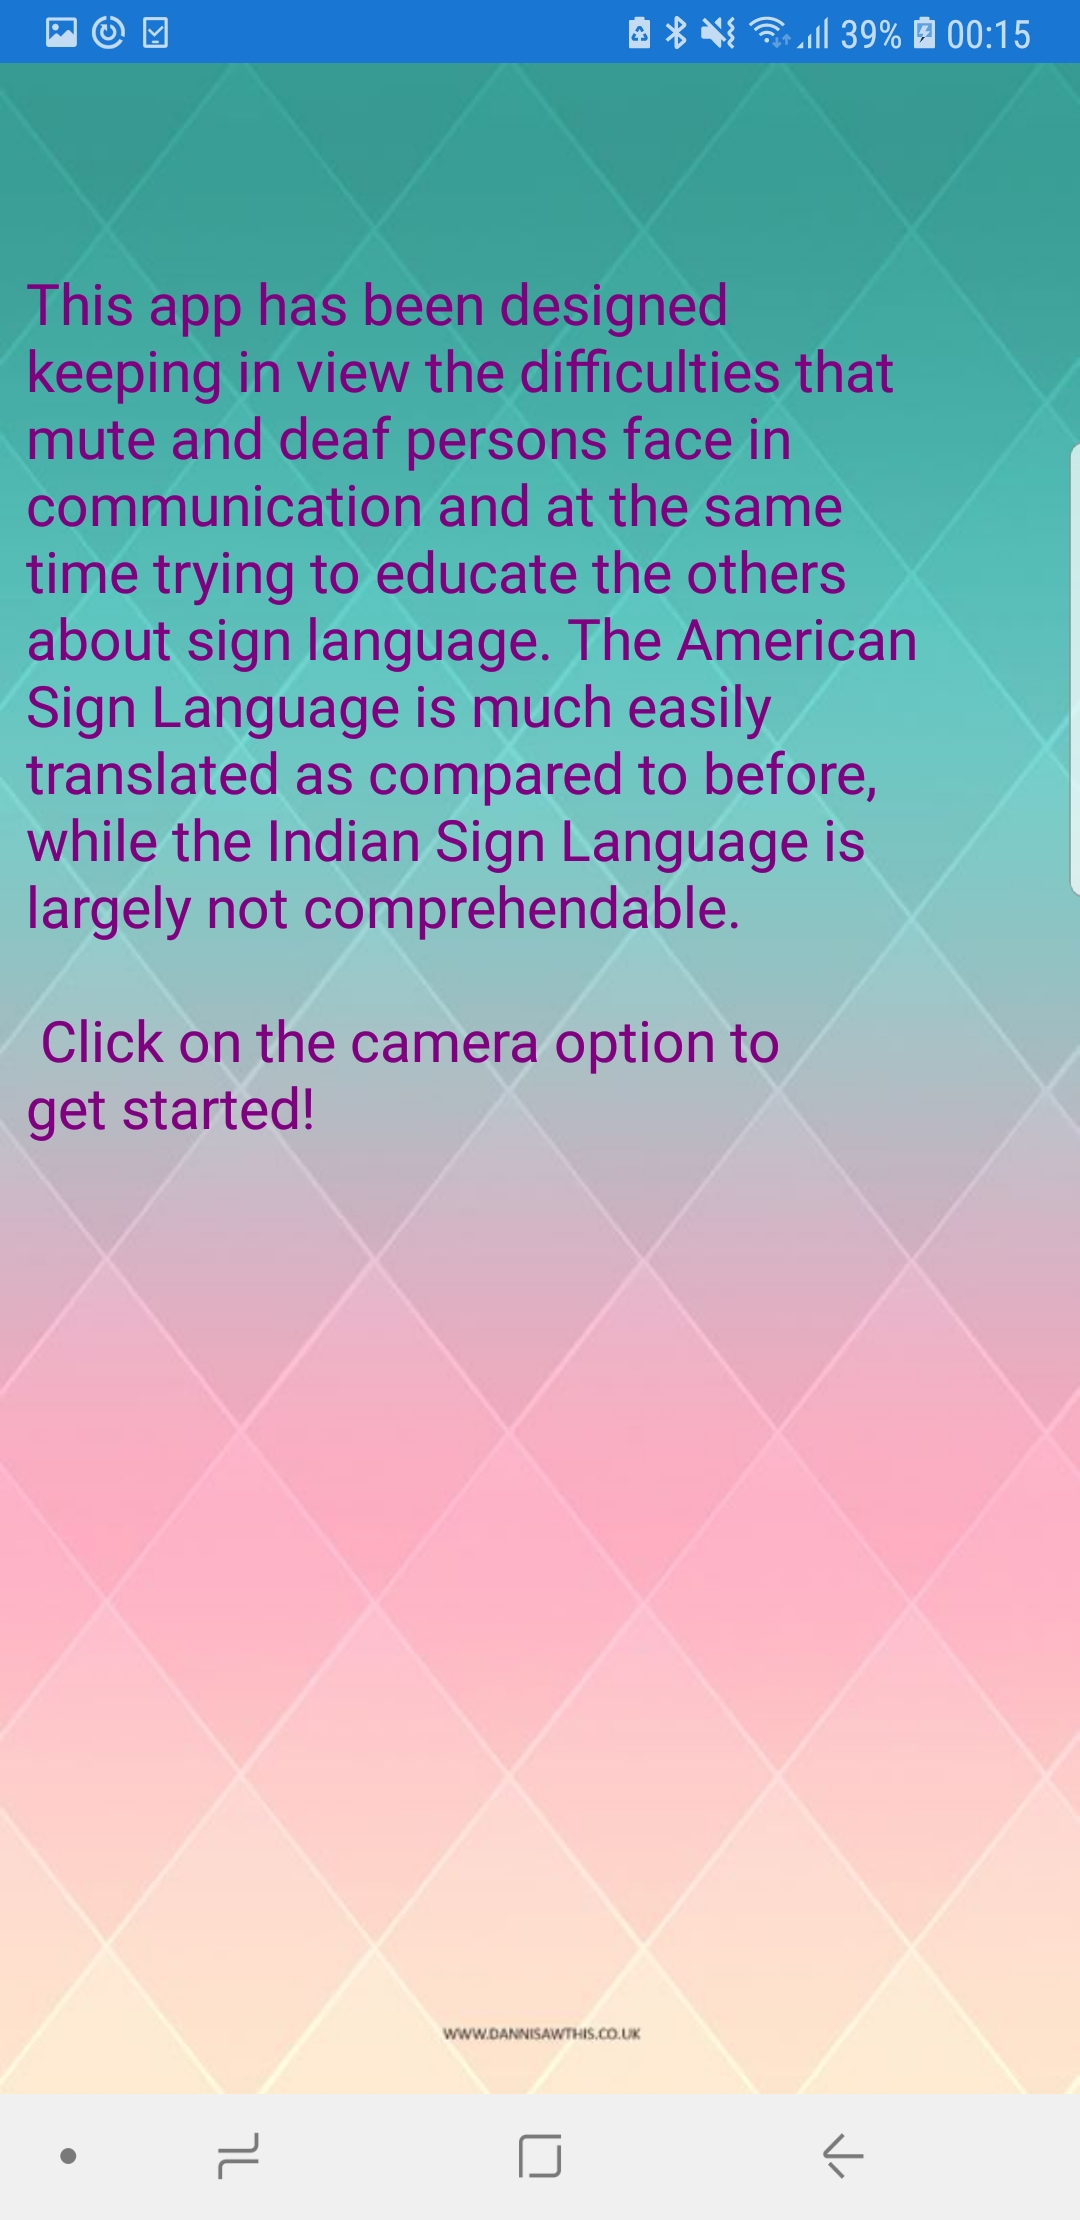 39% 00:15
This app has been designed
keeping in view the difficulties that
mute and deaf persons face in
communication and at the same
time trying to educate the others
about sign language. The American
Sign Language is much easily
translated as compared to before,
while the Indian Sign Language is
largely not comprehendable.
Click on the camera option to
get started!
WWW.DANNISAWTHIS.CO.UK